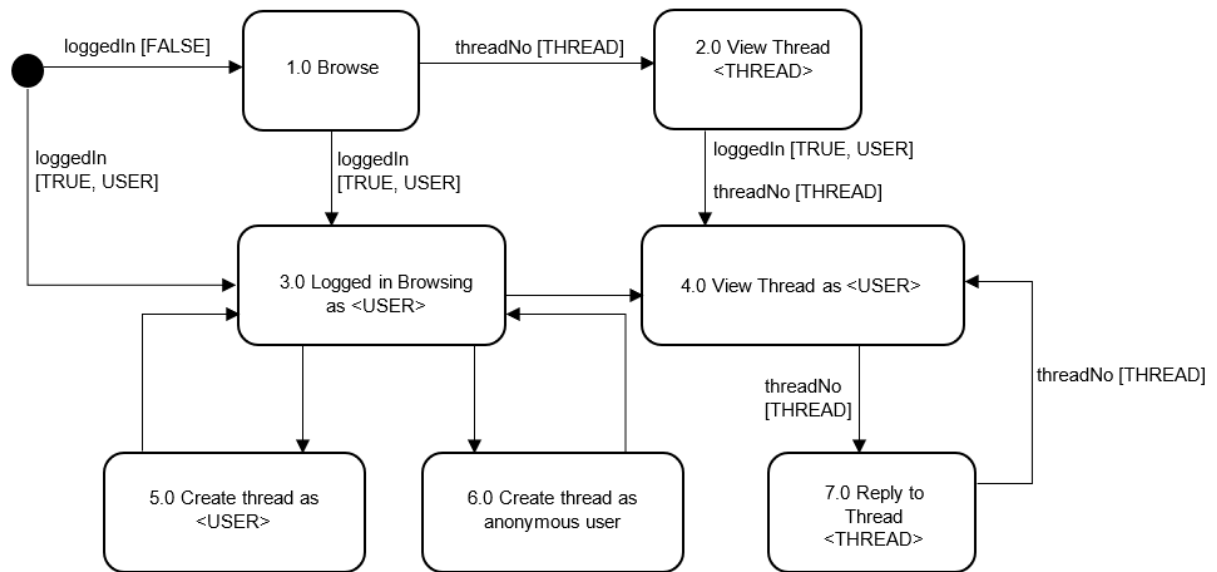 loggedIn [FALSE]
1.0 Browse
threadNo [THREAD]
2.0 View Thread
<THREAD>
loggedIn
[TRUE, USER]
loggedIn
[TRUE, USER]
loggedIn [TRUE, USER]
threadNo [THREAD]
3.0 Logged in Browsing
as <USER>
4.0 View Thread as <USER>
threadNo
[THREAD]
threadNo [THREAD]
5.0 Create thread as
<USER>
6.0 Create thread as
anonymous user
7.0 Reply to
Thread
<THREAD>